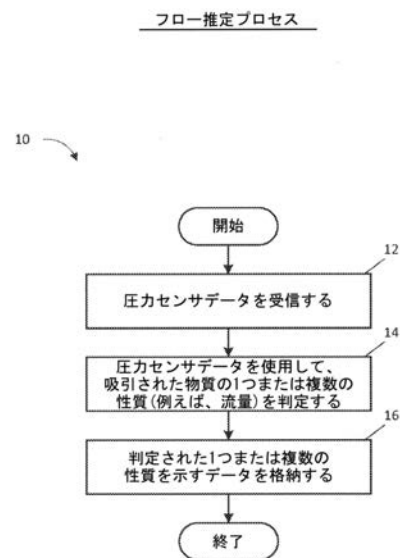 フロー推定プロセス
10
開始
12
圧力センサデータを受信する
14
圧力センサデータを使用して、
吸引された物質の1つまたは複数の
性質(例えば、流量)を判定する
16
判定された1つまたは複数の
性質を示すデータを格納する
終了